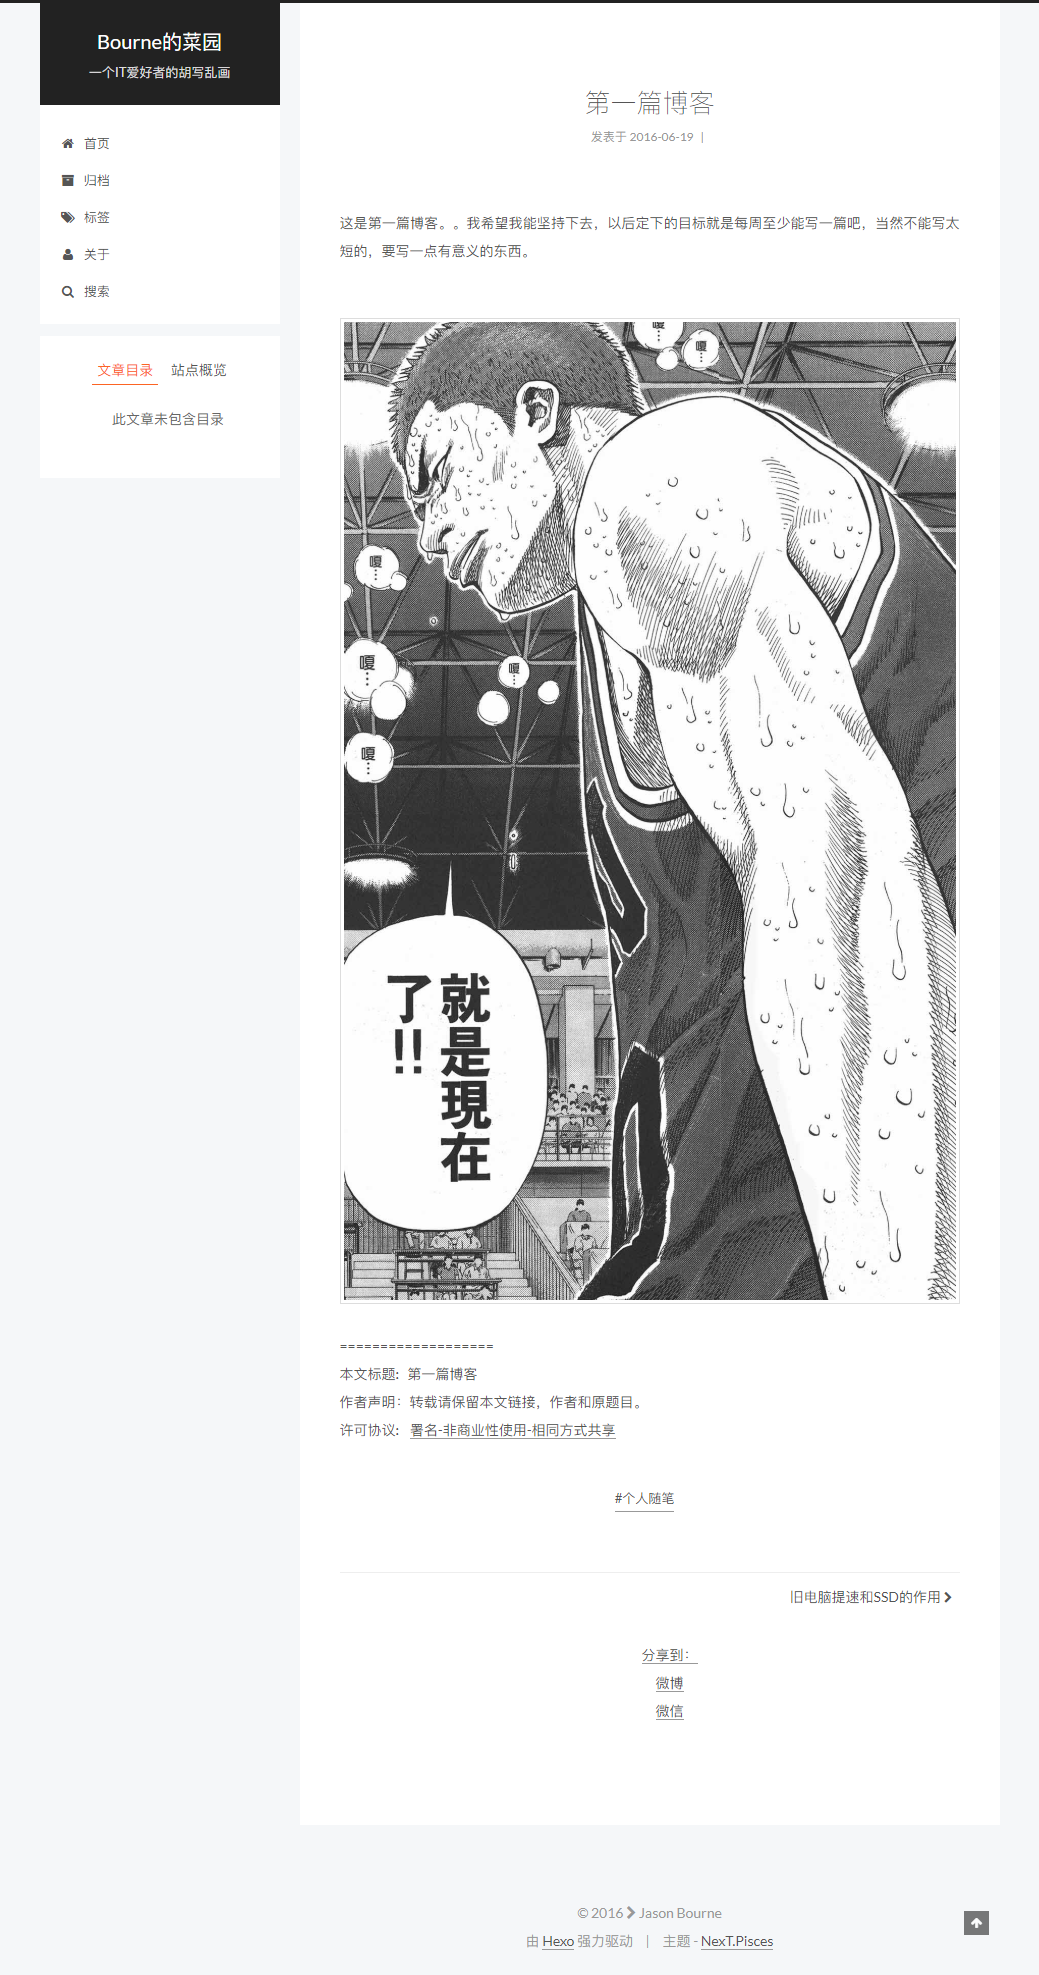 Bourne的菜园
一个IT爱好者的胡写乱画
首页
归档
标签
关于
搜索
文章目录 站点概览
此文章未包含目录
第一篇博客
发表于 2016-06-19 |
这是第一篇博客。。我希望我能坚持下去，以后定下的目标就是每周至少能写一篇吧，当然不能写太
短的，要写一点有意义的东西。
嗄…
嗄…
嗄…
嗄…
嗄…
嗄…
就是現在
了!!
===================
本文标题: 第一篇博客
作者声明: 转载请保留本文链接，作者和原题目。
许可协议: 署名-非商业性使用-相同方式共享
#个人随笔
旧电脑提速和SSD的作用
分享到：
微博
微信
© 2016 Jason Bourne
由 Hexo 强力驱动 | 主题 - NexT.Pisces